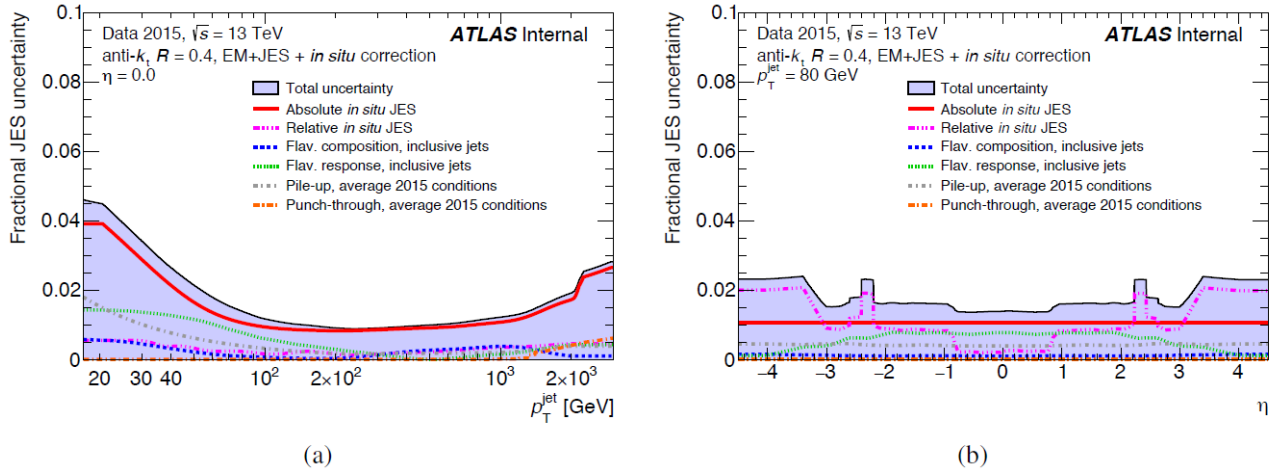 Data 2015, √s = 13 TeV
ATLAS Internal
anti-kₜ R = 0.4, EM+JES + in situ correction
η = 0.0
Total uncertainty
Absolute in situ JES
Relative in situ JES
Flav. composition, inclusive jets
Flav. response, inclusive jets
Pile-up, average 2015 conditions
Punch-through, average 2015 conditions
Fractional JES uncertainty
0.1
0.08
0.06
0.04
0.02
0
20 30 40 10² 2×10² 10³ 2×10³
p_T^jet [GeV]
(a)
Data 2015, √s = 13 TeV
ATLAS Internal
anti-kₜ R = 0.4, EM+JES + in situ correction
p_T^jet = 80 GeV
Total uncertainty
Absolute in situ JES
Relative in situ JES
Flav. composition, inclusive jets
Flav. response, inclusive jets
Pile-up, average 2015 conditions
Punch-through, average 2015 conditions
Fractional JES uncertainty
0.1
0.08
0.06
0.04
0.02
0
−4 −3 −2 −1 0 1 2 3 4
η
(b)